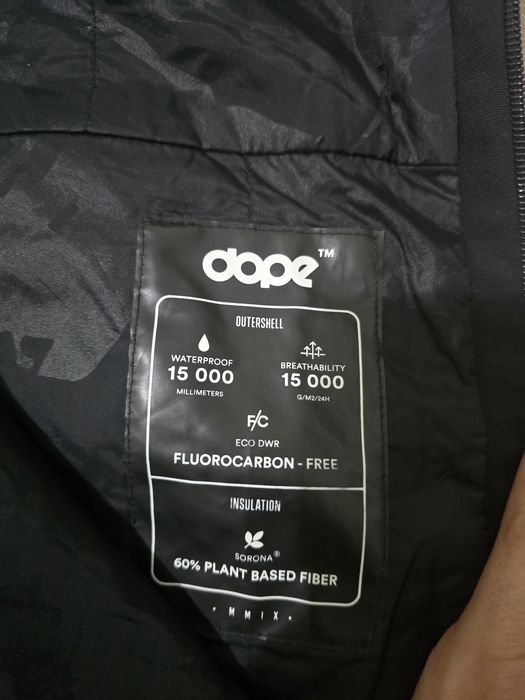 dope™
OUTERSHELL
WATERPROOF
15 000
MILLIMETERS
BREATHABILITY
15 000
G/M2/24H
F/C
ECO DWR
FLUOROCARBON - FREE
INSULATION
SORONA®
60% PLANT BASED FIBER
• MMIX •